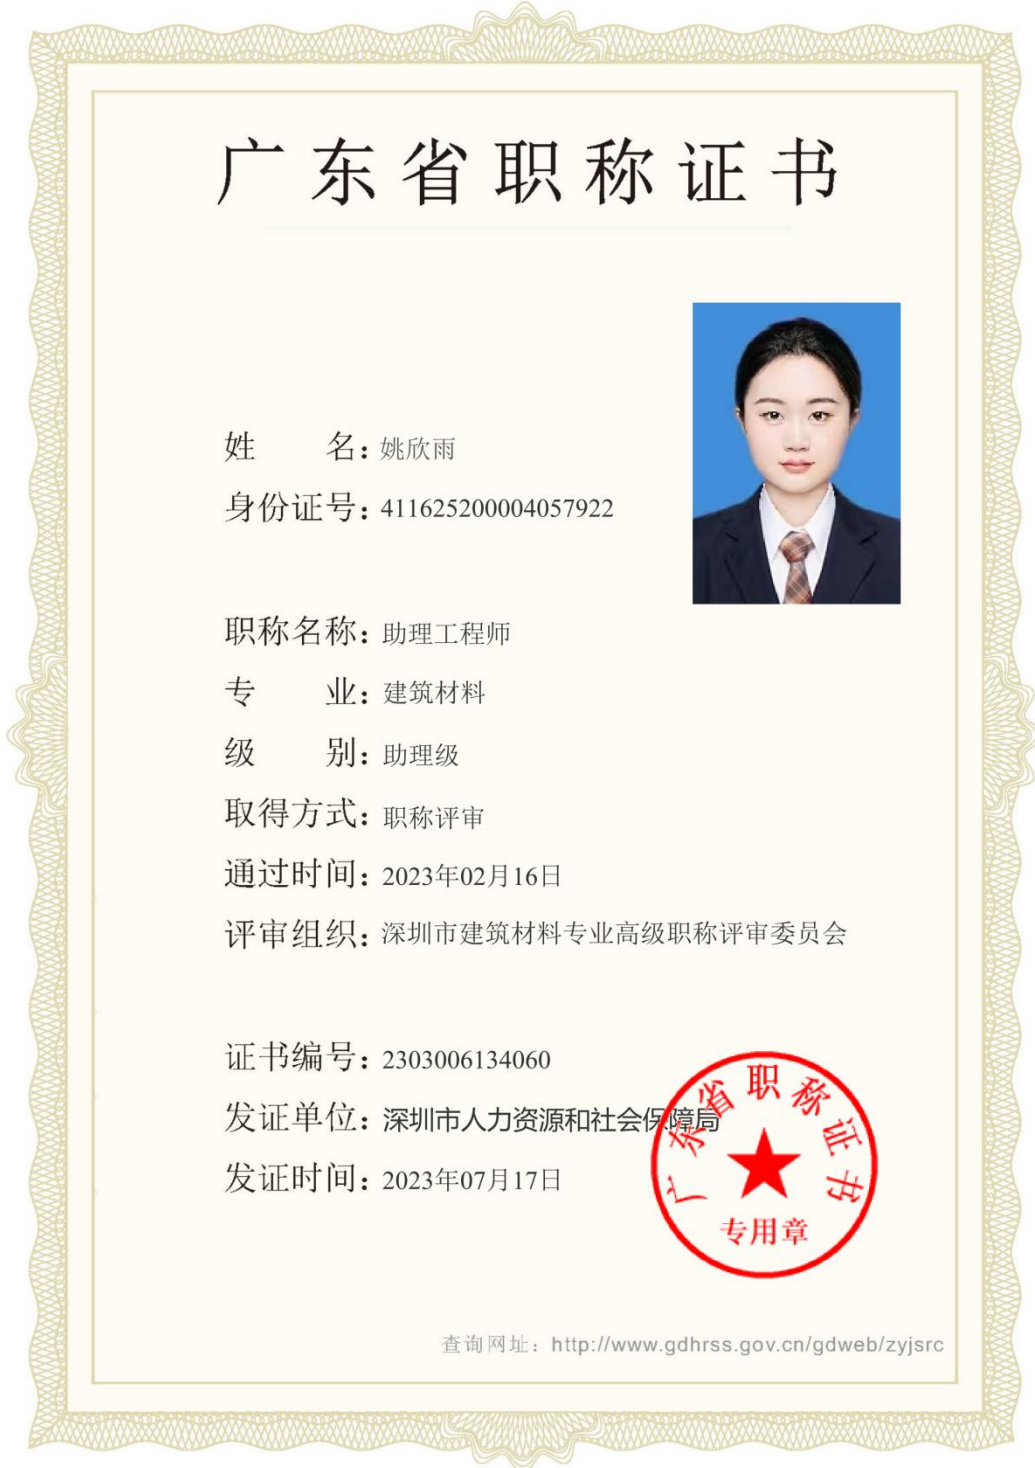 广东省职称证书
姓名：姚欣雨
身份证号：411625200004057922
职称名称：助理工程师
专业：建筑材料
级别：助理级
取得方式：职称评审
通过时间：2023年02月16日
评审组织：深圳市建筑材料专业高级职称评审委员会
证书编号：2303006134060
发证单位：深圳市人力资源和社会保障局
发证时间：2023年07月17日
广东省职称证书
专用章
查询网址：http://www.gdhrss.gov.cn/gdweb/zyjsrc